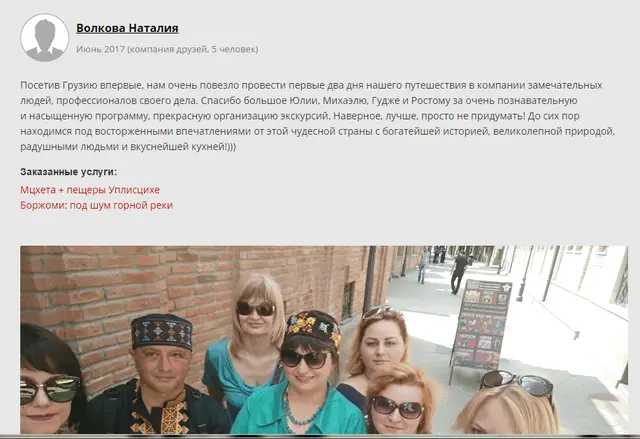 Волкова Наталия
Июнь 2017 (компания друзей, 5 человек)
Посетив Грузию впервые, нам очень повезло провести первые два дня нашего путешествия в компании замечательных
людей, профессионалов своего дела. Спасибо большое Юлии, Михаэлю, Гудже и Ростому за очень познавательную
и насыщенную программу, прекрасную организацию экскурсий. Наверное, лучше, просто не придумать! До сих пор
находимся под восторженными впечатлениями от этой чудесной страны с богатейшей историей, великолепной природой,
радушными людьми и вкуснейшей кухней!)))
Заказанные услуги:
Мцхета + пещеры Уплисцихе
Боржоми: под шум горной реки